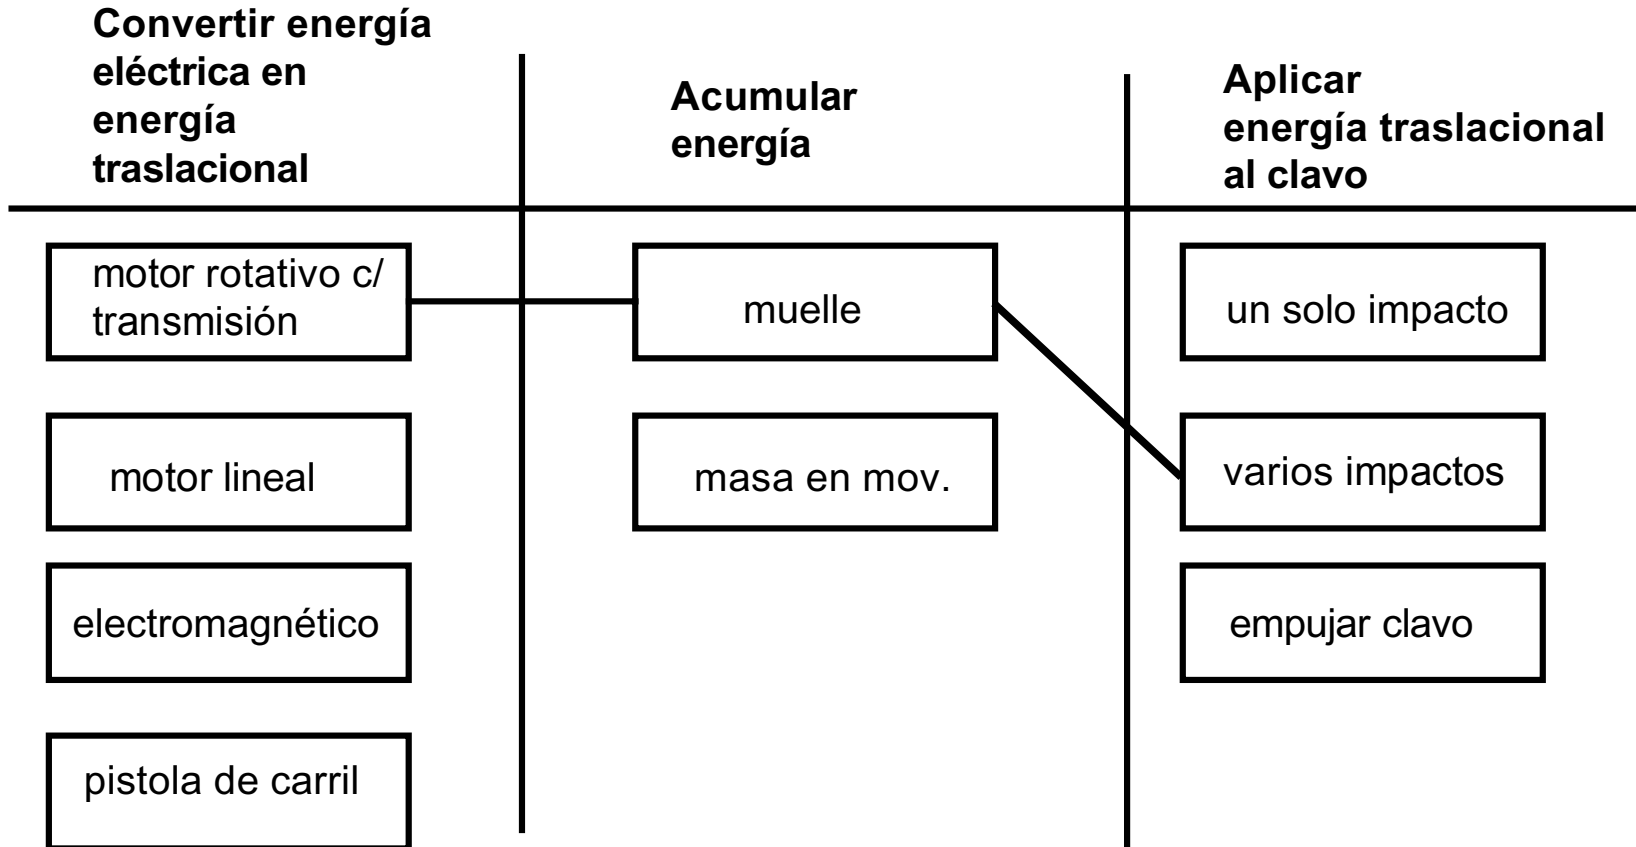 Convertir energía
eléctrica en
energía
traslacional
Acumular
energía
Aplicar
energía traslacional
al clavo
motor rotativo c/
transmisión
muelle
un solo impacto
motor lineal
masa en mov.
varios impactos
electromagnético
empujar clavo
pistola de carril